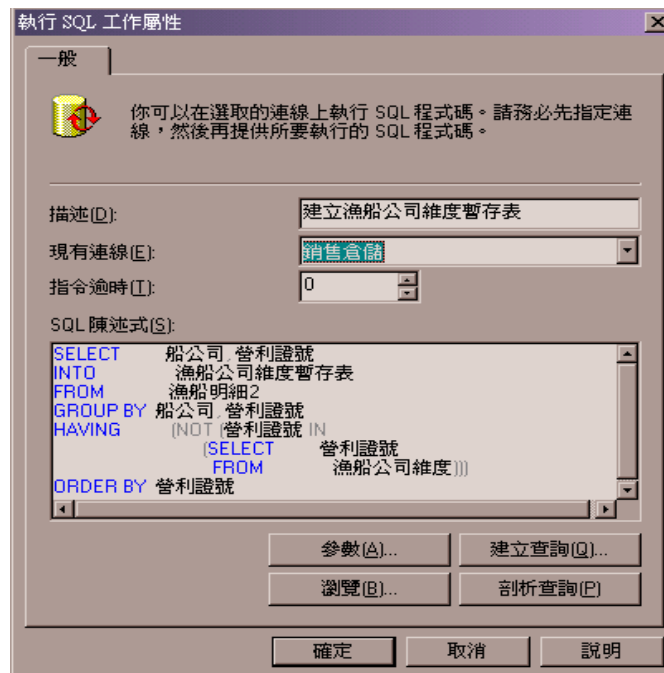 執行 SQL 工作屬性
一般
你可以在選取的連線上執行 SQL 程式碼。請務必先指定連
線，然後再提供所要執行的 SQL 程式碼。
描述(D): 建立漁船公司維度暫存表
現有連線(E): 銷售倉儲
指令逾時(T): 0
SQL 陳述式(S):
SELECT 船公司, 營利證號
INTO 漁船公司維度暫存表
FROM 漁船明細2
GROUP BY 船公司, 營利證號
HAVING (NOT (營利證號 IN
(SELECT 營利證號
FROM 漁船公司維度)))
ORDER BY 營利證號
參數(A)... 建立查詢(Q)...
瀏覽(B)... 剖析查詢(P)
確定 取消 說明